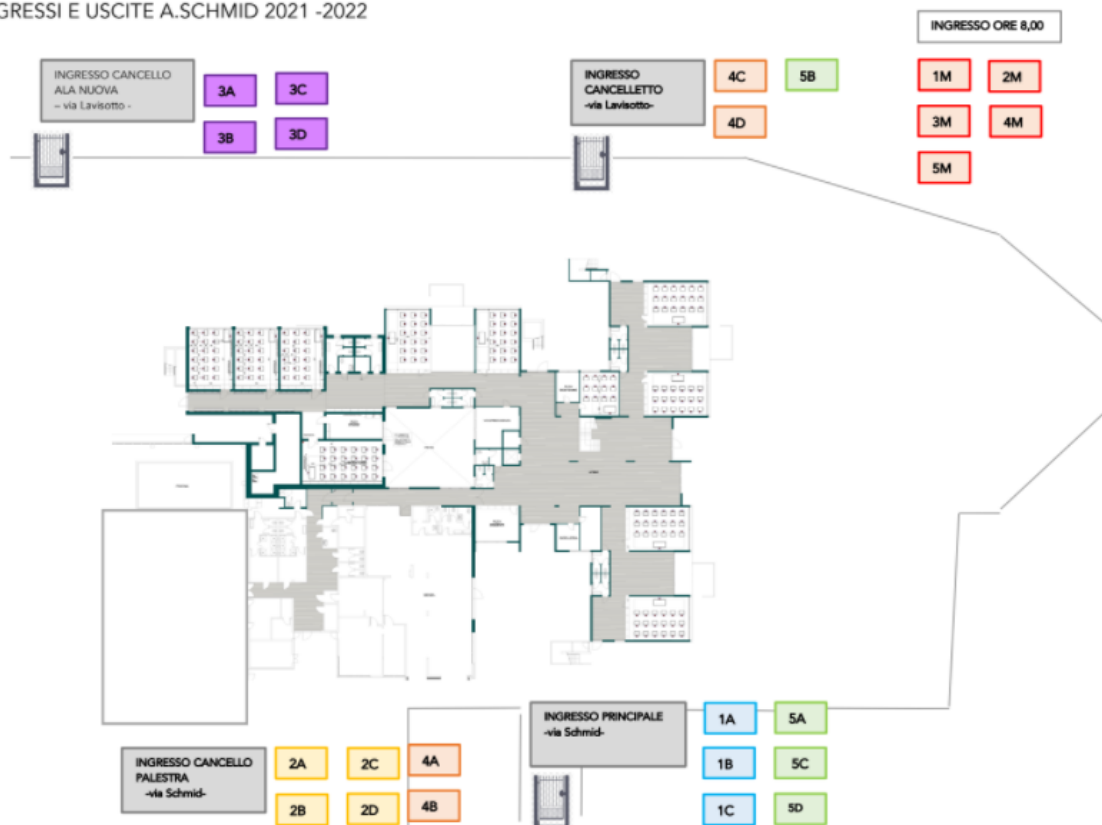 GRESSI E USCITE A.SCHMID 2021 -2022
INGRESSO ORE 8,00
INGRESSO CANCELLO
ALA NUOVA
– via Lavisotto -
3A
3C
3B
3D
INGRESSO
CANCELLETTO
-via Lavisotto-
4C
5B
4D
1M
2M
3M
4M
5M
INGRESSO CANCELLO
PALESTRA
-via Schmid-
2A
2C
4A
2B
2D
4B
INGRESSO PRINCIPALE
-via Schmid-
1A
5A
1B
5C
1C
5D